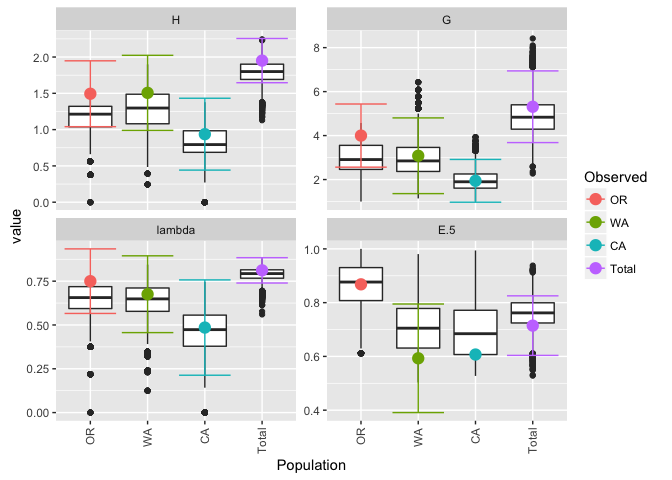 H
G
2.0
1.5
1.0
0.5
0.0
8
6
4
2
value
lambda
E.5
0.75
0.50
0.25
0.00
1.0
0.8
0.6
0.4
OR
WA
CA
Total
OR
WA
CA
Total
Population
Observed
OR
WA
CA
Total